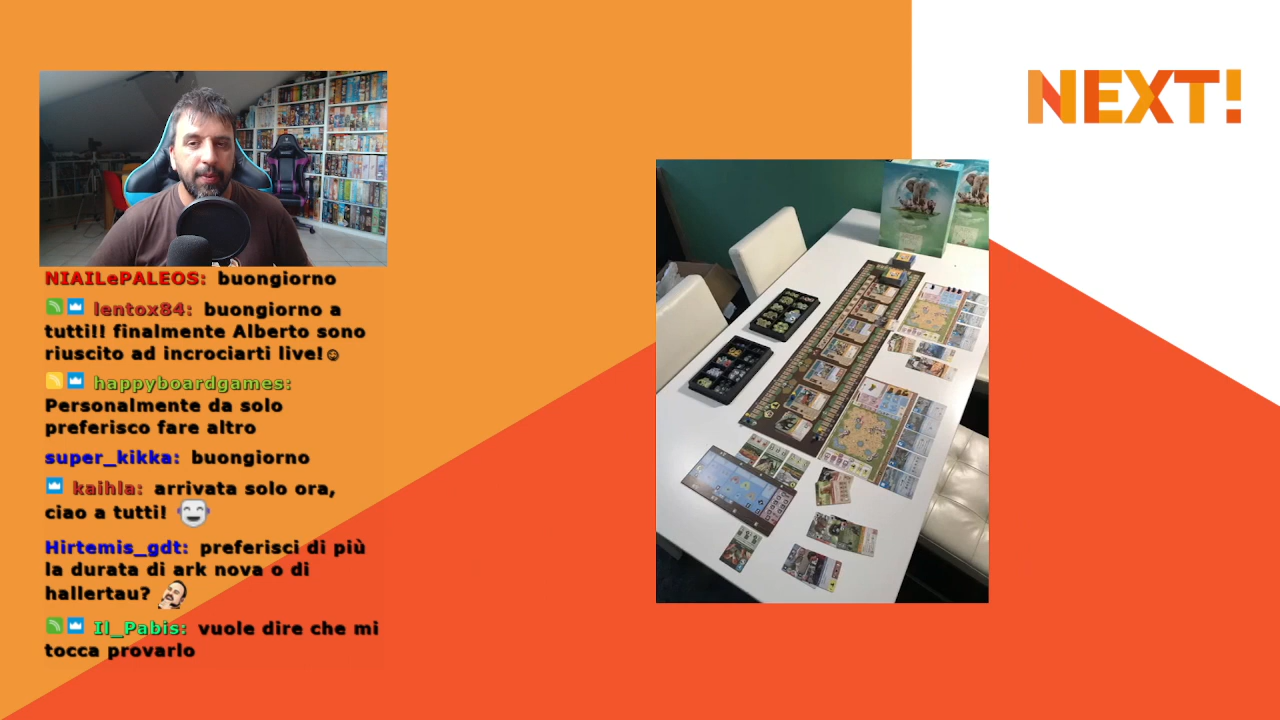 NEXT!
NIAILePALEOS: buongiorno
lentox84: buongiorno a
tutti!! finalmente Alberto sono
riuscito ad incrociarti live!
happyboardgames:
Personalmente da solo
preferisco fare altro
super_kikka: buongiorno
kaihla: arrivata solo ora,
ciao a tutti!
Hirtemis_gdt: preferisci di più
la durata di ark nova o di
hallertau?
Il_Pabis: vuole dire che mi
tocca provarlo